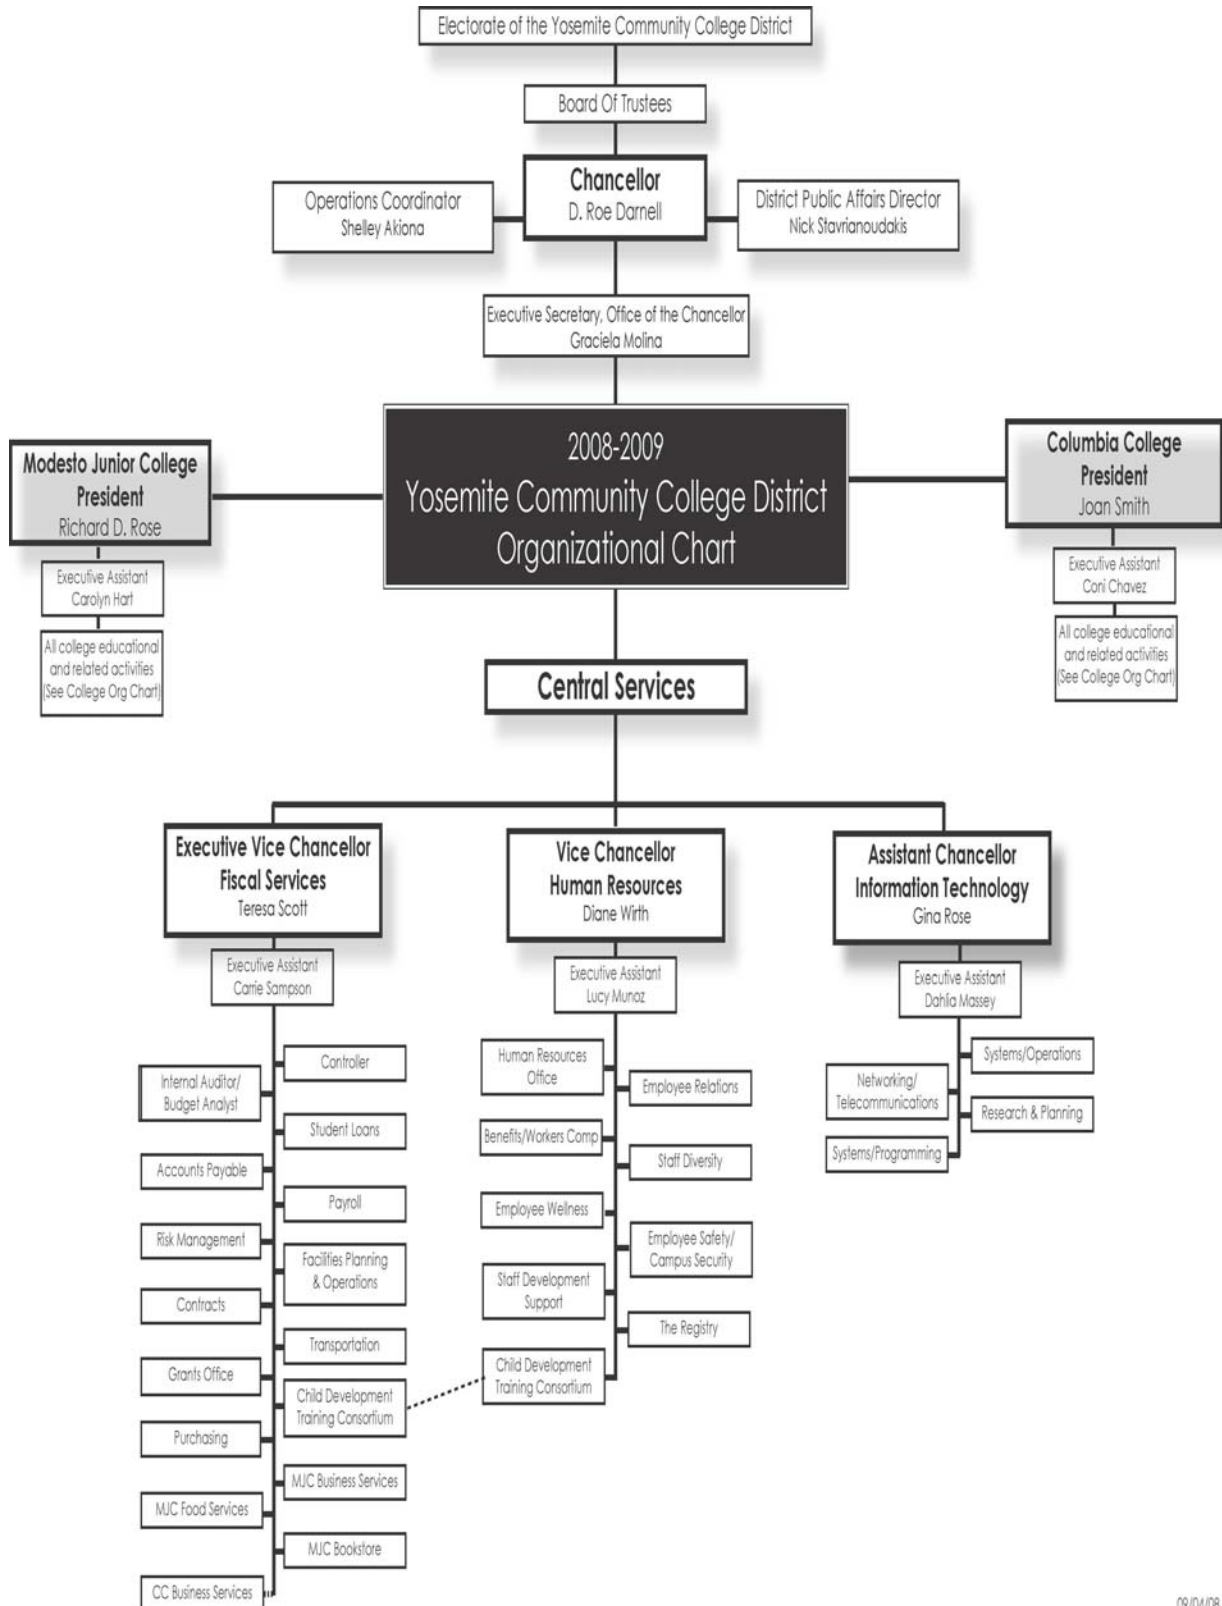 Electorate of the Yosemite Community College District
Board Of Trustees
Chancellor
D. Roe Darnell
Operations Coordinator
Shelley Akiona
District Public Affairs Director
Nick Stavrianoudakis
Executive Secretary, Office of the Chancellor
Graciela Molina
2008-2009
Yosemite Community College District
Organizational Chart
Modesto Junior College
President
Richard D. Rose
Executive Assistant
Carolyn Hart
All college educational
and related activities
(See College Org Chart)
Columbia College
President
Joan Smith
Executive Assistant
Coni Chavez
All college educational
and related activities
(See College Org Chart)
Central Services
Executive Vice Chancellor
Fiscal Services
Teresa Scott
Executive Assistant
Carrie Sampson
Controller
Internal Auditor/
Budget Analyst
Student Loans
Accounts Payable
Payroll
Risk Management
Facilities Planning
& Operations
Contracts
Transportation
Grants Office
Child Development
Training Consortium
Purchasing
MJC Business Services
MJC Food Services
MJC Bookstore
CC Business Services
Vice Chancellor
Human Resources
Diane Wirth
Executive Assistant
Lucy Munoz
Human Resources
Office
Employee Relations
Benefits/Workers Comp
Staff Diversity
Employee Wellness
Employee Safety/
Campus Security
Staff Development
Support
The Registry
Child Development
Training Consortium
Assistant Chancellor
Information Technology
Gina Rose
Executive Assistant
Dahlia Massey
Systems/Operations
Networking/
Telecommunications
Research & Planning
Systems/Programming
09/04/08